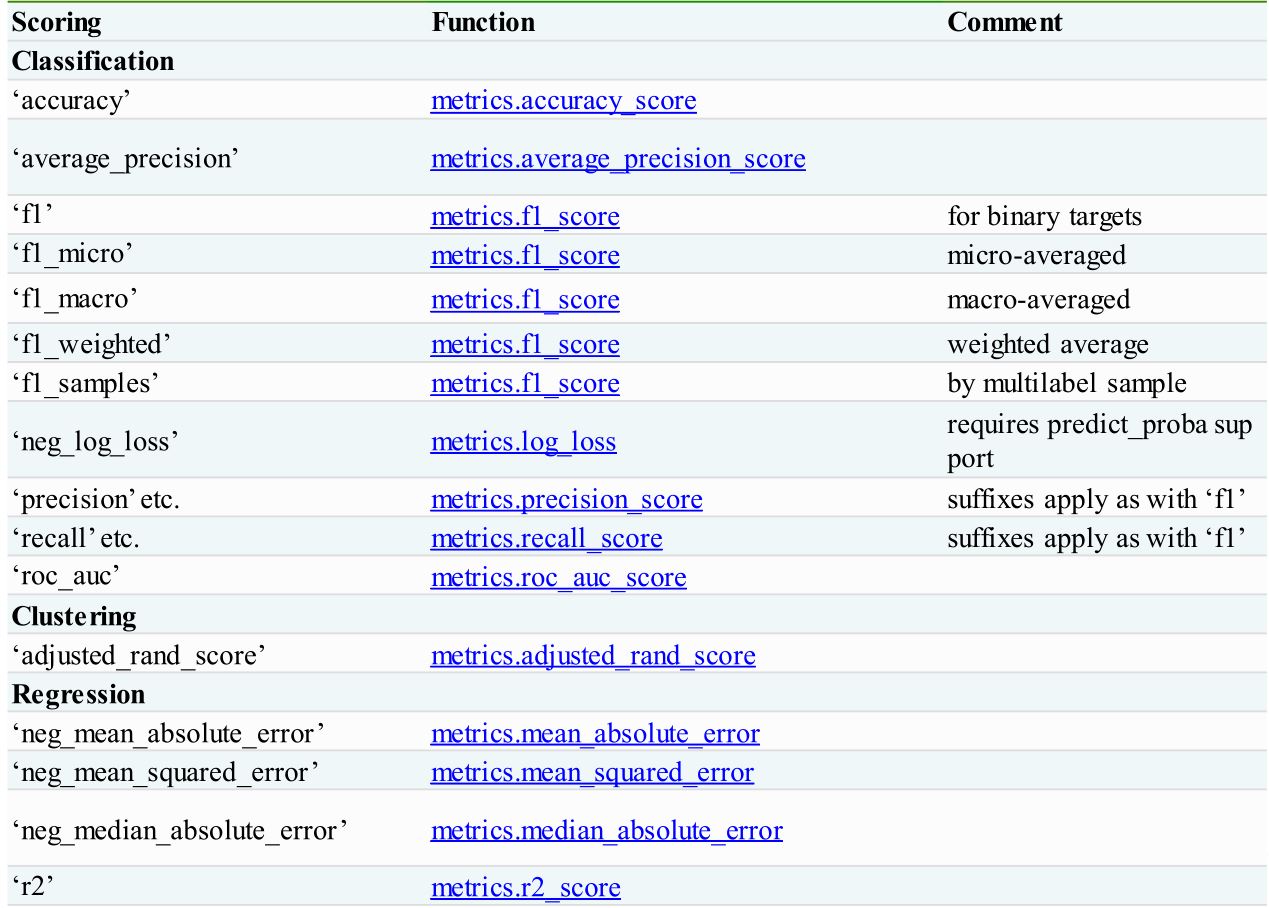 Scoring Function Comment
Classification
‘accuracy’ metrics.accuracy_score
‘average_precision’ metrics.average_precision_score
‘f1’ metrics.f1_score for binary targets
‘f1_micro’ metrics.f1_score micro-averaged
‘f1_macro’ metrics.f1_score macro-averaged
‘f1_weighted’ metrics.f1_score weighted average
‘f1_samples’ metrics.f1_score by multilabel sample
‘neg_log_loss’ metrics.log_loss requires predict_proba sup
port
‘precision’ etc. metrics.precision_score suffixes apply as with ‘f1’
‘recall’ etc. metrics.recall_score suffixes apply as with ‘f1’
‘roc_auc’ metrics.roc_auc_score
Clustering
‘adjusted_rand_score’ metrics.adjusted_rand_score
Regression
‘neg_mean_absolute_error’ metrics.mean_absolute_error
‘neg_mean_squared_error’ metrics.mean_squared_error
‘neg_median_absolute_error’ metrics.median_absolute_error
‘r2’ metrics.r2_score